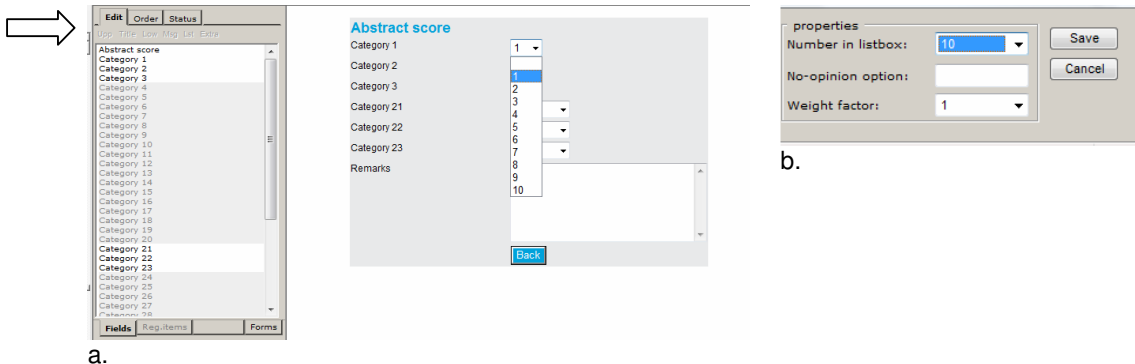 Edit Order Status
Upp Title Low Msg Lst Extra
Abstract score
Category 1
Category 2
Category 3
Category 4
Category 5
Category 6
Category 7
Category 8
Category 9
Category 10
Category 11
Category 12
Category 13
Category 14
Category 15
Category 16
Category 17
Category 18
Category 19
Category 20
Category 21
Category 22
Category 23
Category 24
Category 25
Category 26
Category 27
Category 28
Fields Reg.items Forms
a.
Abstract score
Category 1 1
Category 2
Category 3
Category 21
Category 22
Category 23
Remarks
1
2
3
4
5
6
7
8
9
10
Back
properties
Number in listbox: 10
No-opinion option:
Weight factor: 1
Save
Cancel
b.